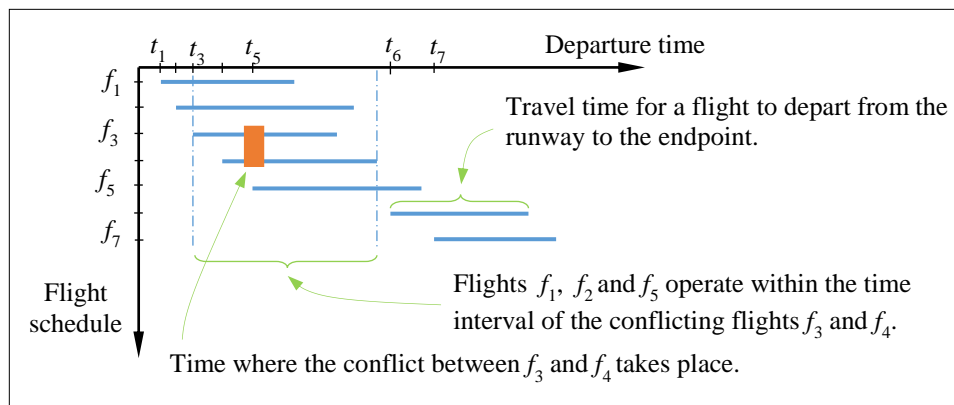 t1 t3 t5 t6 t7 Departure time
f1
f3
f5
f7
Travel time for a flight to depart from the
runway to the endpoint.
Flight
schedule
Flights f1, f2 and f5 operate within the time
interval of the conflicting flights f3 and f4.
Time where the conflict between f3 and f4 takes place.